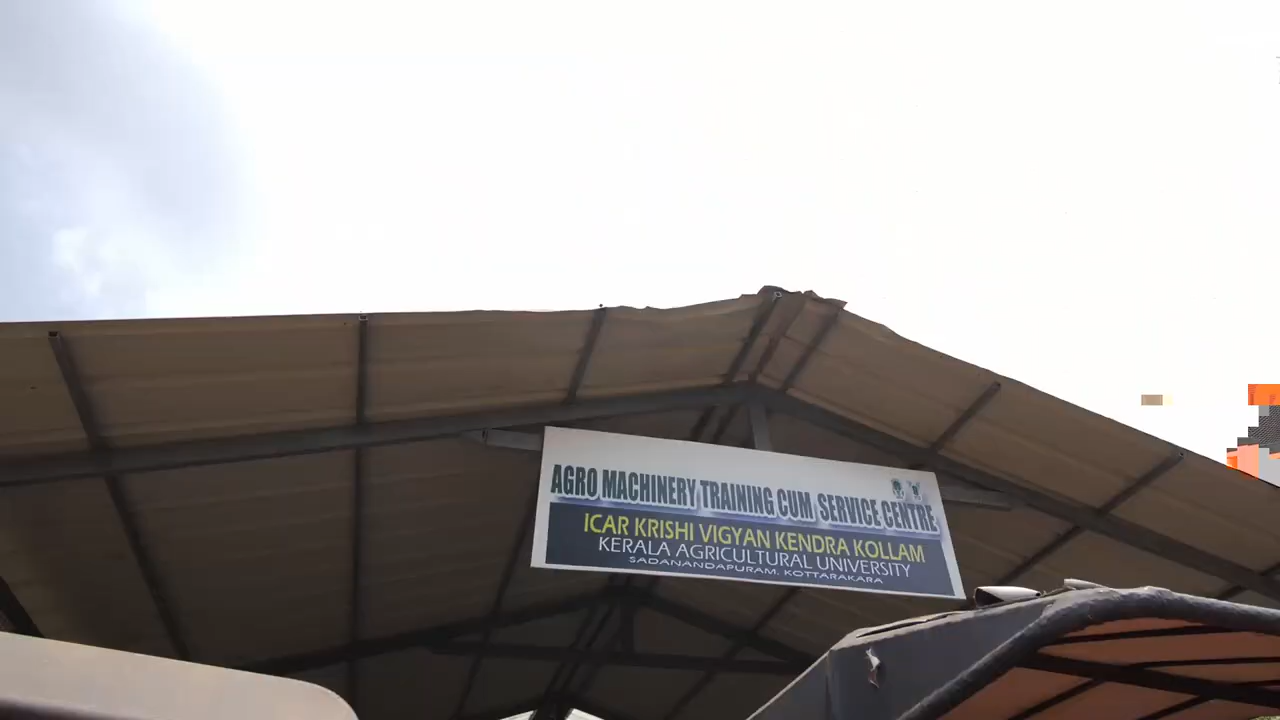 AGRO MACHINERY TRAINING CUM SERVICE CENTRE
ICAR KRISHI VIGYAN KENDRA KOLLAM
KERALA AGRICULTURAL UNIVERSITY
SADANANDAPURAM, KOTTARAKARA